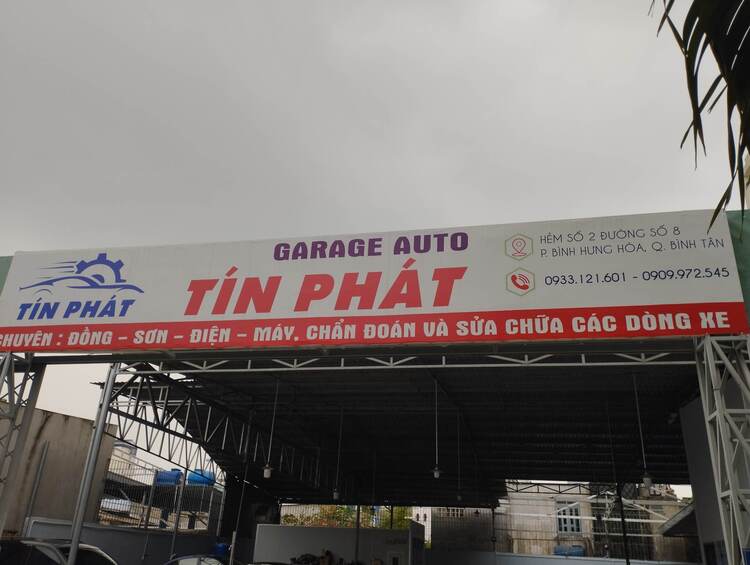 GARAGE AUTO
TÍN PHÁT
TÍN PHÁT
HẺM SỐ 2 ĐƯỜNG SỐ 8
P. BÌNH HƯNG HÒA, Q. BÌNH TÂN
0933.121.601 - 0909.972.545
CHUYÊN : ĐỒNG - SƠN - ĐIỆN - MÁY, CHẨN ĐOÁN VÀ SỬA CHỮA CÁC DÒNG XE